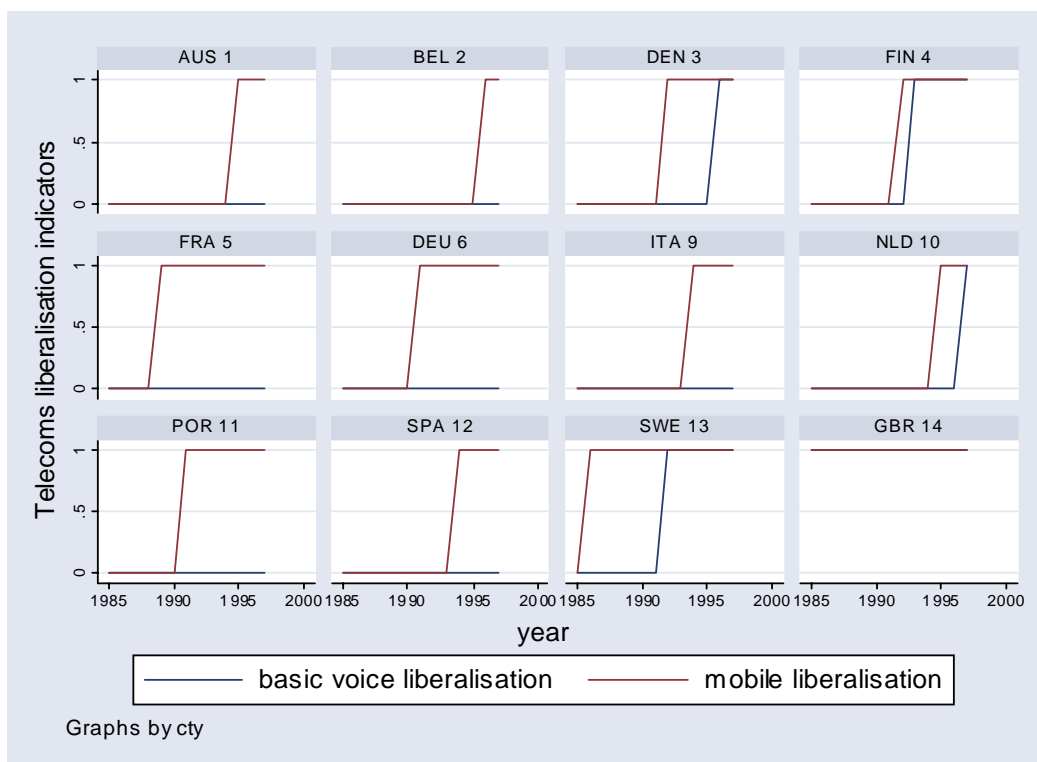 Telecoms liberalisation indicators
AUS 1 BEL 2 DEN 3 FIN 4
1
.5
0
FRA 5 DEU 6 ITA 9 NLD 10
1
.5
0
POR 11 SPA 12 SWE 13 GBR 14
1
.5
0
1985 1990 1995 2000 1985 1990 1995 2000 1985 1990 1995 2000 1985 1990 1995 2000
year
basic voice liberalisation mobile liberalisation
Graphs by cty